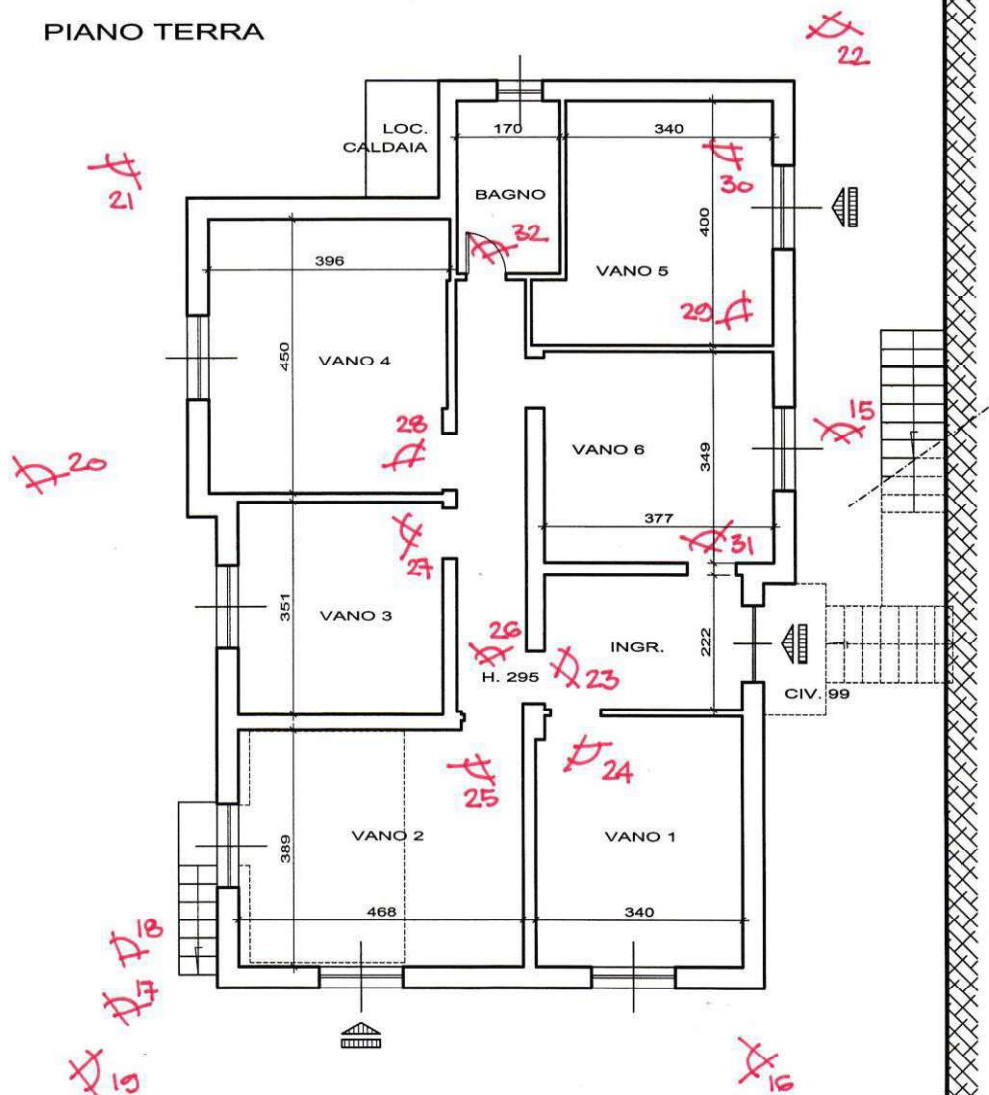 PIANO TERRA
22
LOC.
CALDAIA
170
340
21
30
BAGNO
32
400
396
VANO 5
29
450
VANO 4
28
15
20
VANO 6
349
377
31
27
351
VANO 3
26
INGR.
222
H. 295
23
CIV. 99
24
25
VANO 2
VANO 1
389
468
340
18
17
19
16